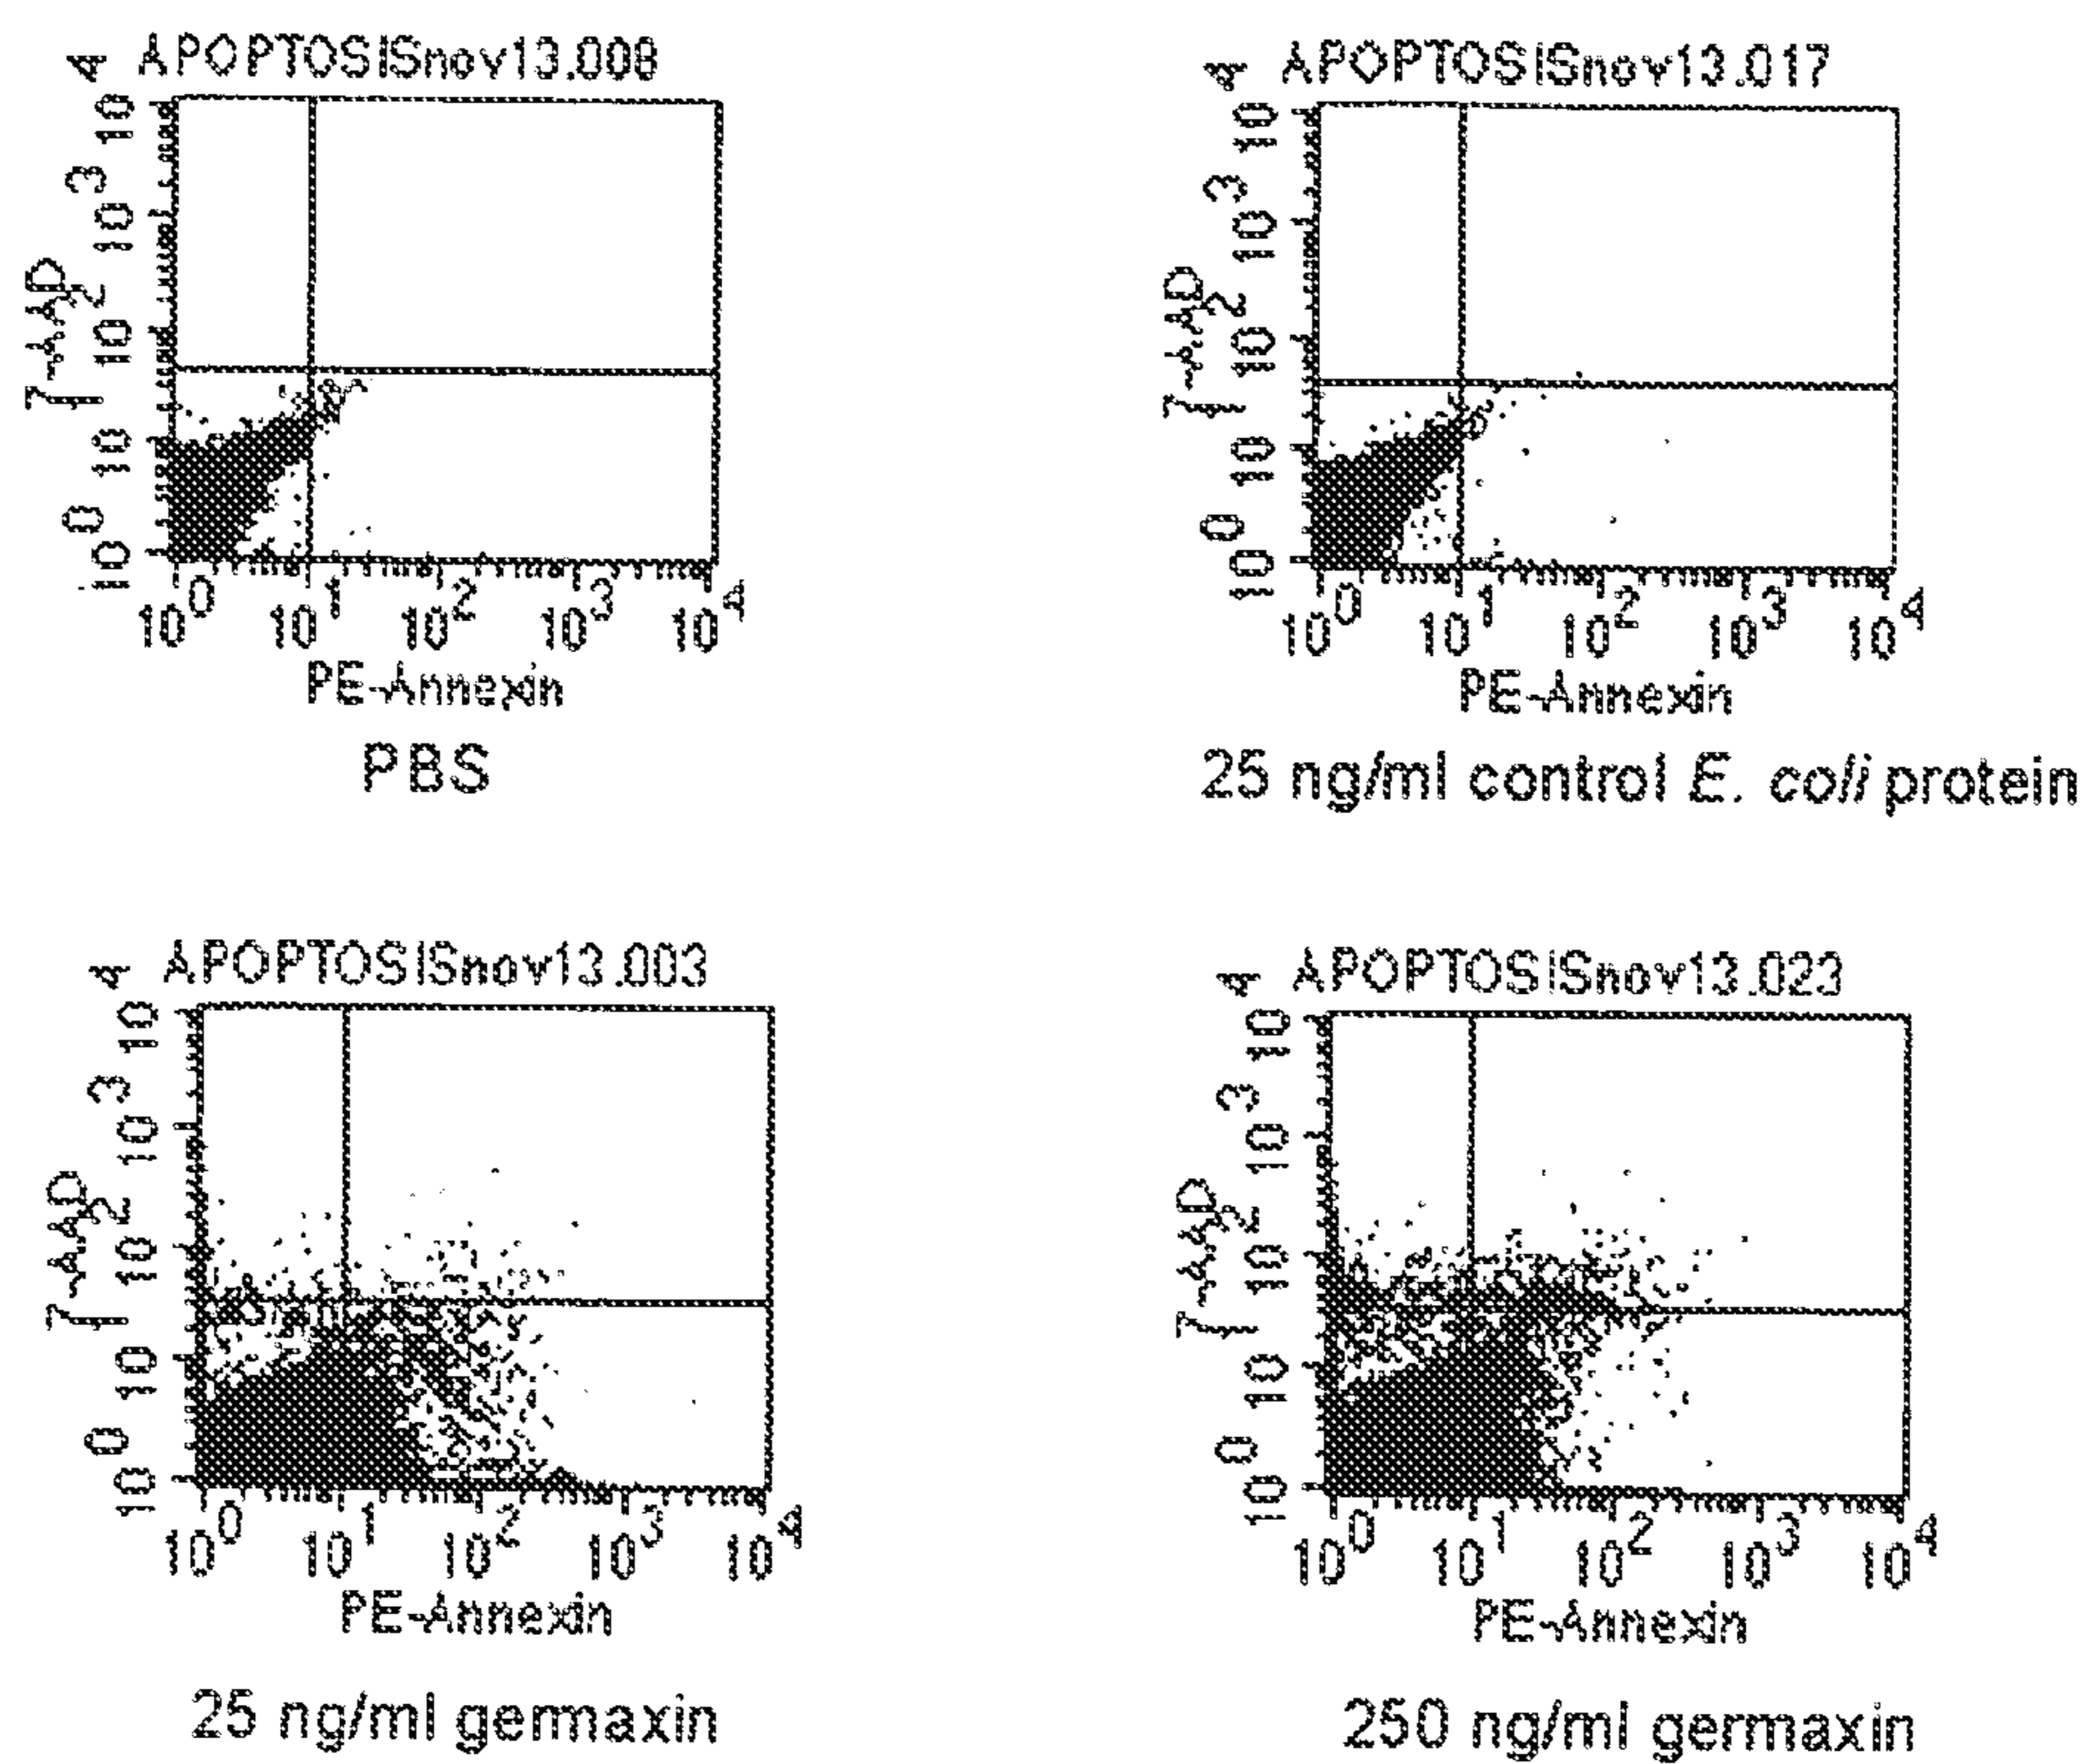 APOPTOSISnov13.008
7-AAD
10^0 10^1 10^2 10^3 10^4
10^0 10^1 10^2 10^3 10^4
PE-Annexin
PBS
APOPTOSISnov13.017
7-AAD
10^0 10^1 10^2 10^3 10^4
10^0 10^1 10^2 10^3 10^4
PE-Annexin
25 ng/ml control E. coli protein
APOPTOSISnov13.003
7-AAD
10^0 10^1 10^2 10^3 10^4
10^0 10^1 10^2 10^3 10^4
PE-Annexin
25 ng/ml germaxin
APOPTOSISnov13.023
7-AAD
10^0 10^1 10^2 10^3 10^4
10^0 10^1 10^2 10^3 10^4
PE-Annexin
250 ng/ml germaxin